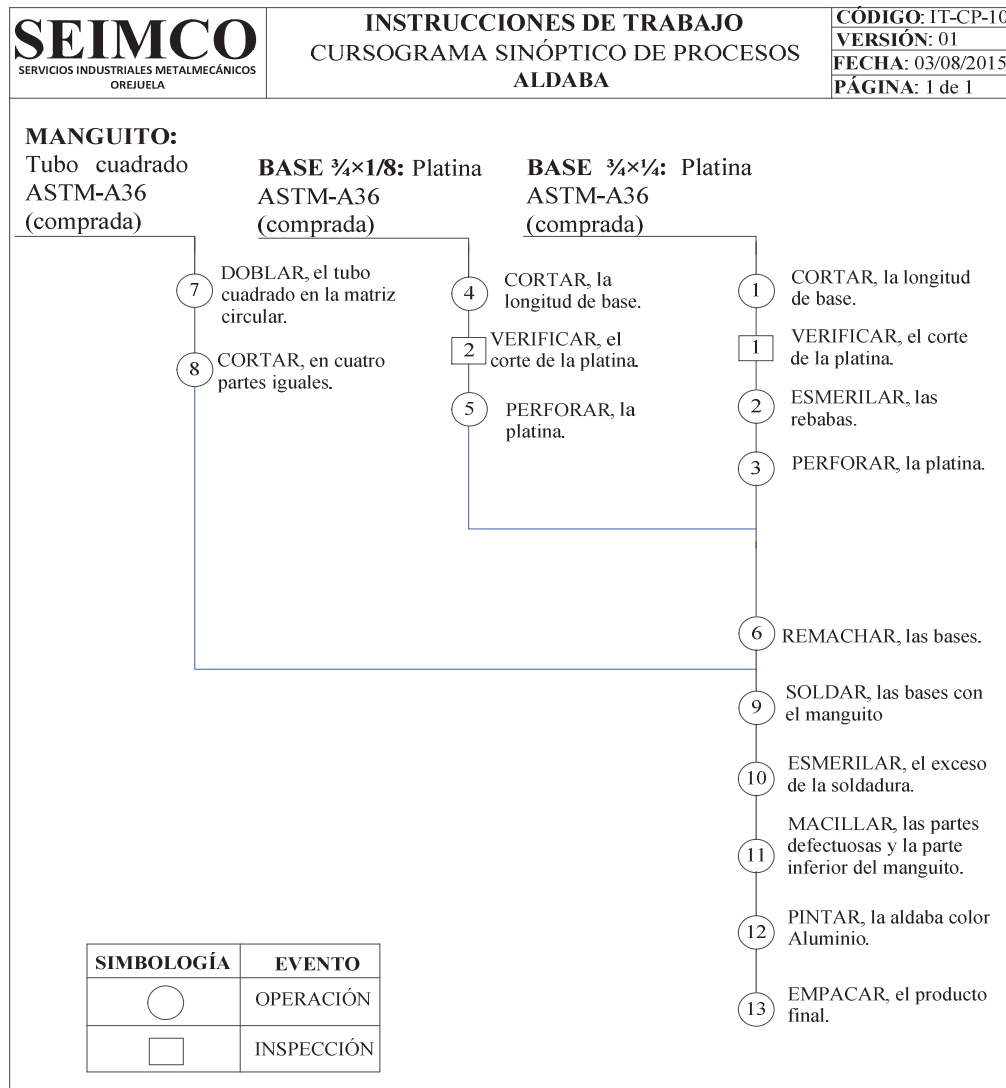 SEIMCO
SERVICIOS INDUSTRIALES METALMECÁNICOS
OREJUELA
INSTRUCCIONES DE TRABAJO
CURSOGRAMA SINÓPTICO DE PROCESOS
ALDABA
CÓDIGO: IT-CP-10
VERSIÓN: 01
FECHA: 03/08/2015
PÁGINA: 1 de 1
MANGUITO:
Tubo cuadrado
ASTM-A36
(comprada)
BASE ¾×1/8: Platina
ASTM-A36
(comprada)
BASE ¾×¼: Platina
ASTM-A36
(comprada)
7
DOBLAR, el tubo
cuadrado en la matriz
circular.
8
CORTAR, en cuatro
partes iguales.
4
CORTAR, la
longitud de base.
2
VERIFICAR, el
corte de la platina.
5
PERFORAR, la
platina.
1
CORTAR, la longitud
de base.
1
VERIFICAR, el corte
de la platina.
2
ESMERILAR, las
rebabas.
3
PERFORAR, la platina.
6
REMACHAR, las bases.
9
SOLDAR, las bases con
el manguito
10
ESMERILAR, el exceso
de la soldadura.
11
MACILLAR, las partes
defectuosas y la parte
inferior del manguito.
12
PINTAR, la aldaba color
Aluminio.
13
EMPACAR, el producto
final.
SIMBOLOGÍA EVENTO
OPERACIÓN
INSPECCIÓN